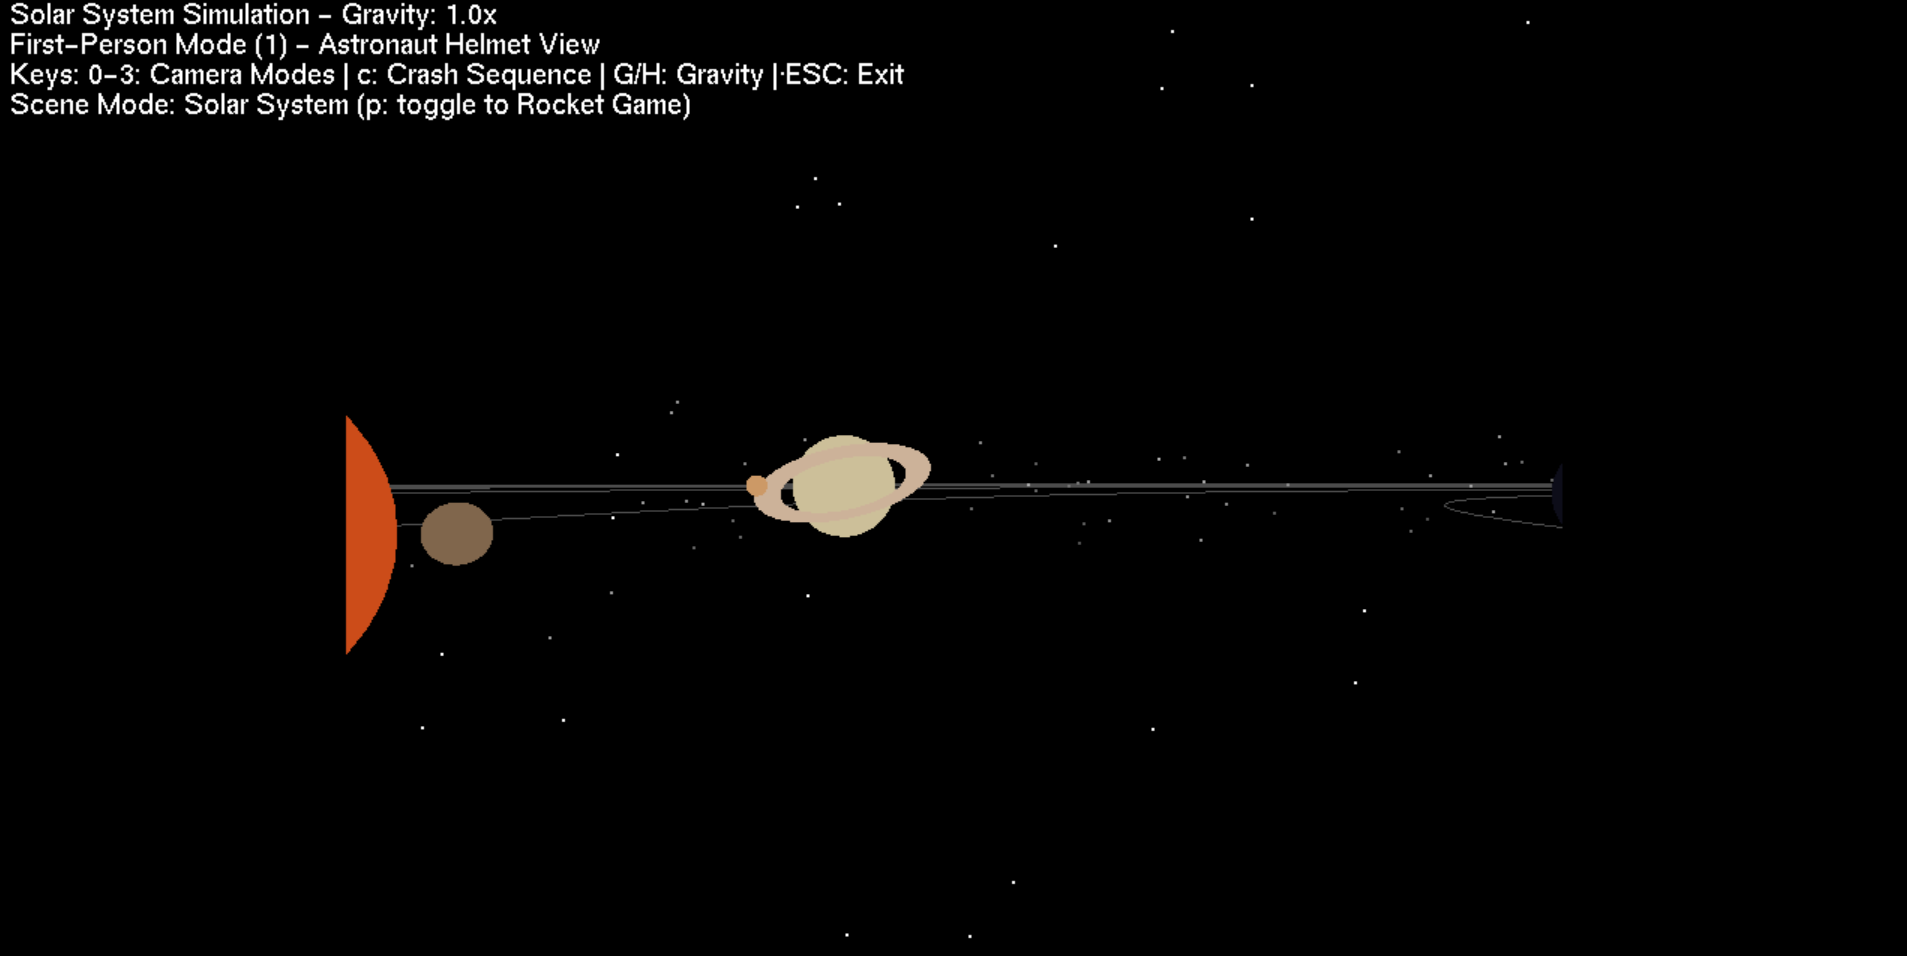 Solar System Simulation - Gravity: 1.0x
First-Person Mode (1) - Astronaut Helmet View
Keys: 0-3: Camera Modes | c: Crash Sequence | G/H: Gravity | ESC: Exit
Scene Mode: Solar System (p: toggle to Rocket Game)